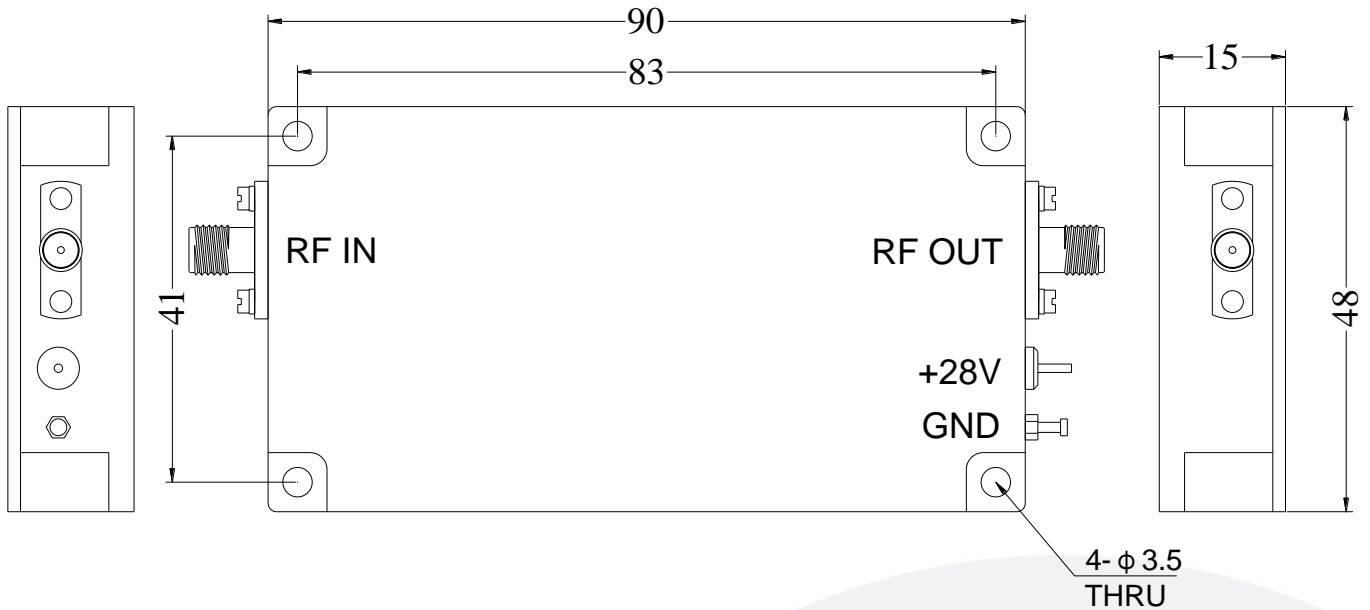 90
83
15
RF IN
RF OUT
41
48
+28V
GND
4- φ 3.5
THRU